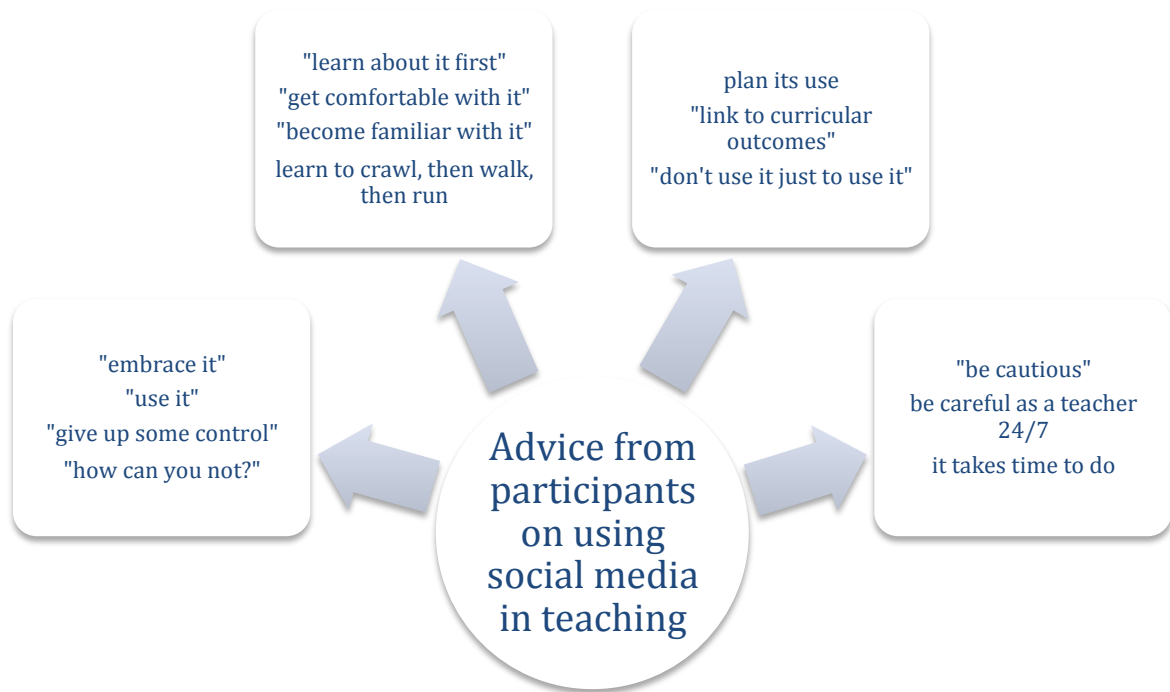 "learn about it first"
"get comfortable with it"
"become familiar with it"
learn to crawl, then walk,
then run
plan its use
"link to curricular
outcomes"
"don't use it just to use it"
"embrace it"
"use it"
"give up some control"
"how can you not?"
"be cautious"
be careful as a teacher
24/7
it takes time to do
Advice from
participants
on using
social media
in teaching